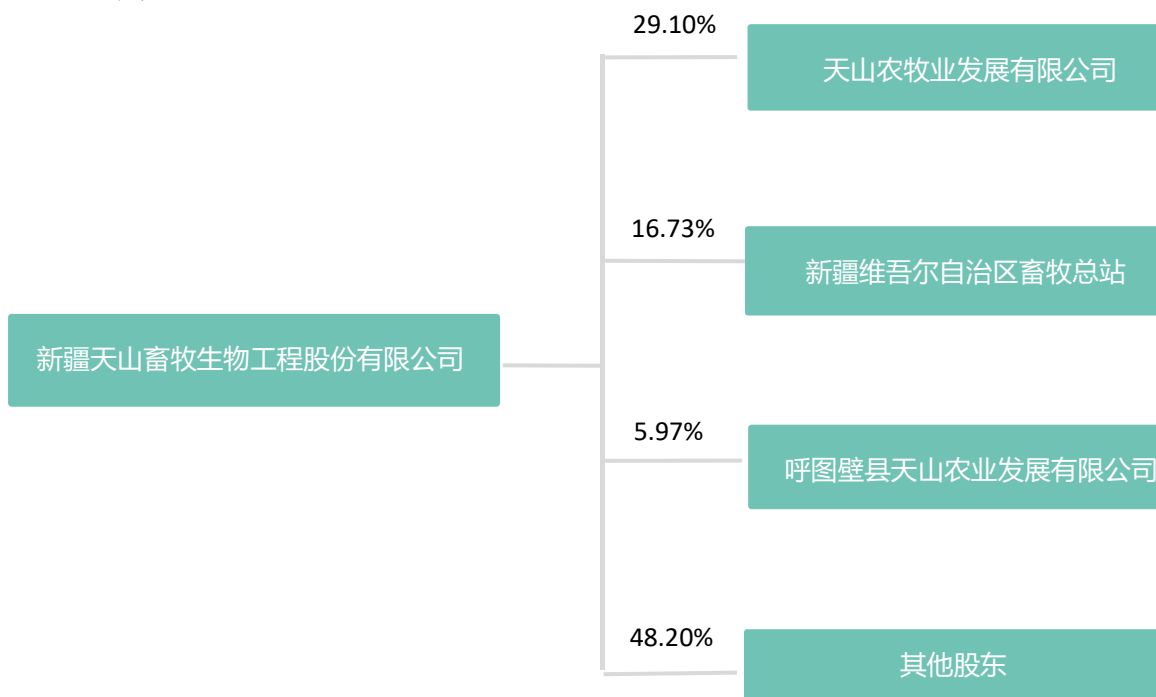 29.10%
天山农牧业发展有限公司
16.73%
新疆维吾尔自治区畜牧总站
新疆天山畜牧生物工程股份有限公司
5.97%
呼图壁县天山农业发展有限公司
48.20%
其他股东